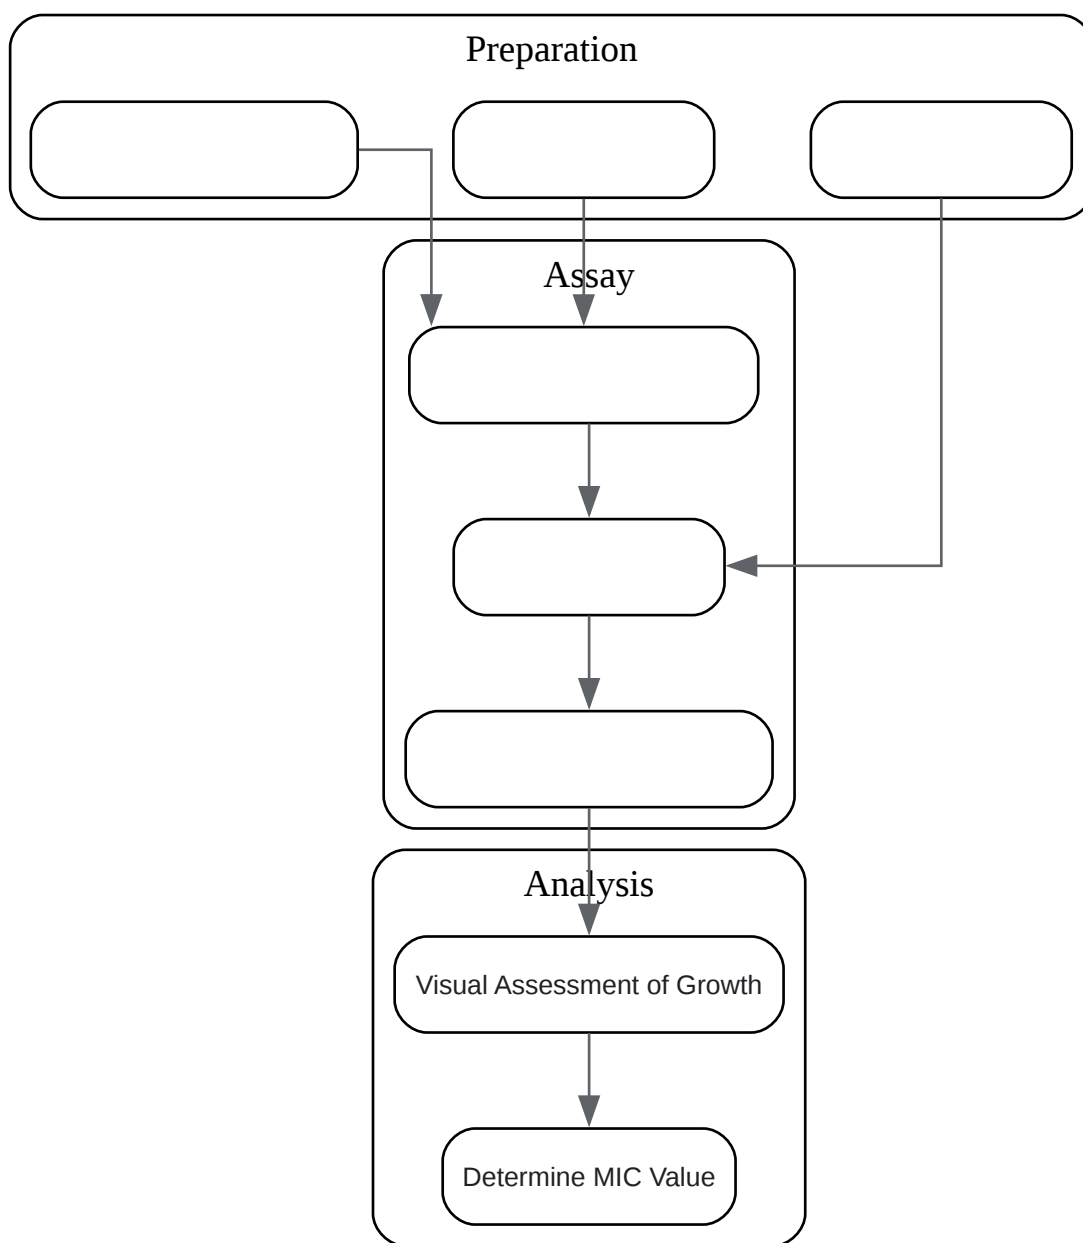 Preparation
Assay
Analysis
Visual Assessment of Growth
Determine MIC Value